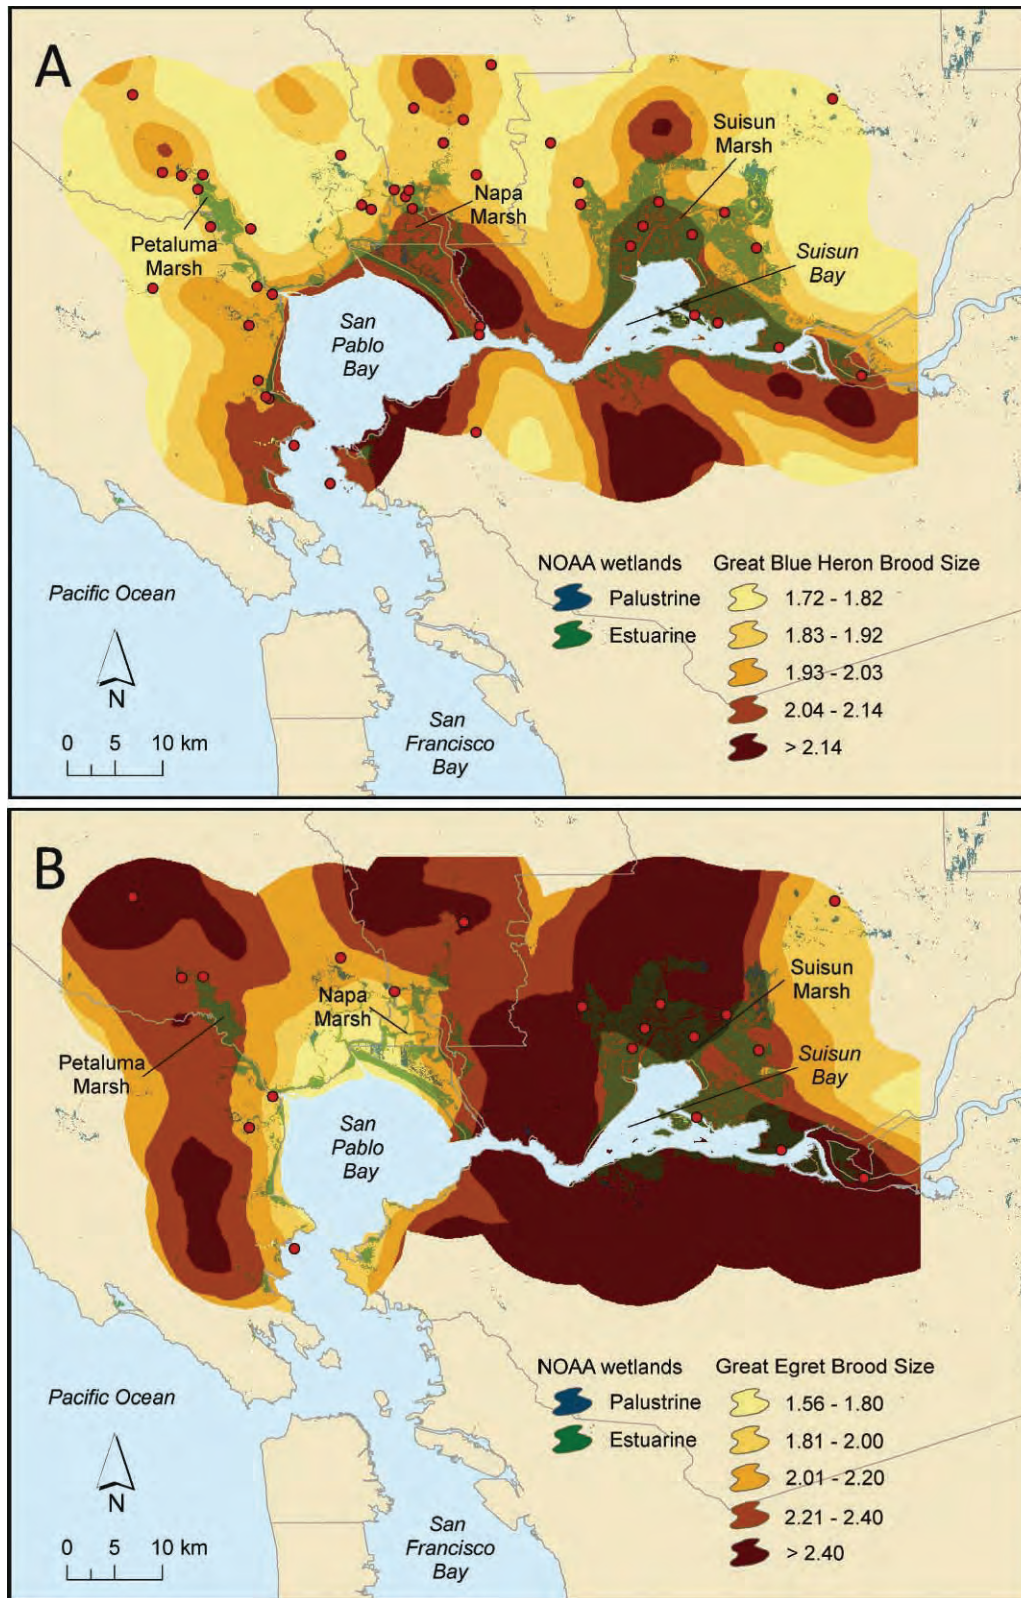 A
Suisun
Marsh
Napa
Marsh
Petaluma
Marsh
Suisun
Bay
San
Pablo
Bay
NOAA wetlands
Palustrine
Estuarine
Great Blue Heron Brood Size
1.72 - 1.82
1.83 - 1.92
1.93 - 2.03
2.04 - 2.14
> 2.14
Pacific Ocean
N
0 5 10 km
San
Francisco
Bay
B
Suisun
Marsh
Napa
Marsh
Petaluma
Marsh
Suisun
Bay
San
Pablo
Bay
NOAA wetlands
Palustrine
Estuarine
Great Egret Brood Size
1.56 - 1.80
1.81 - 2.00
2.01 - 2.20
2.21 - 2.40
> 2.40
Pacific Ocean
N
0 5 10 km
San
Francisco
Bay